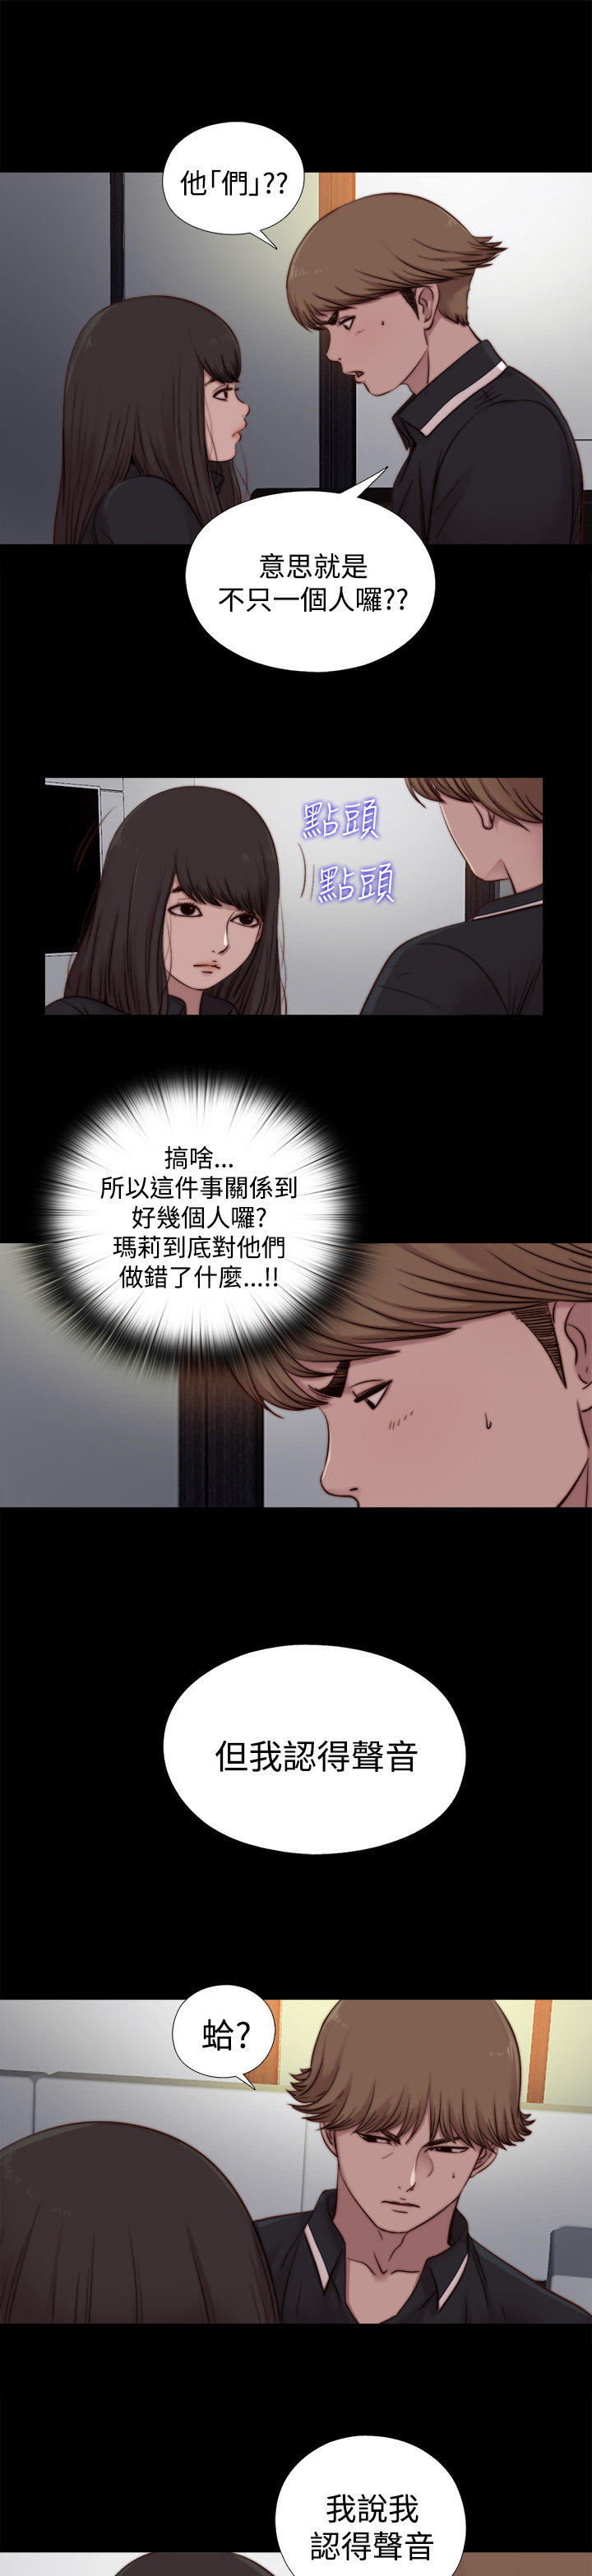 他「們」??
意思就是
不只一個人囉??
點頭
點頭
搞啥...
所以這件事關係到
好幾個人囉?
瑪莉到底對他們
做錯了什麼...!!
但我認得聲音
蛤?
我說我
認得聲音